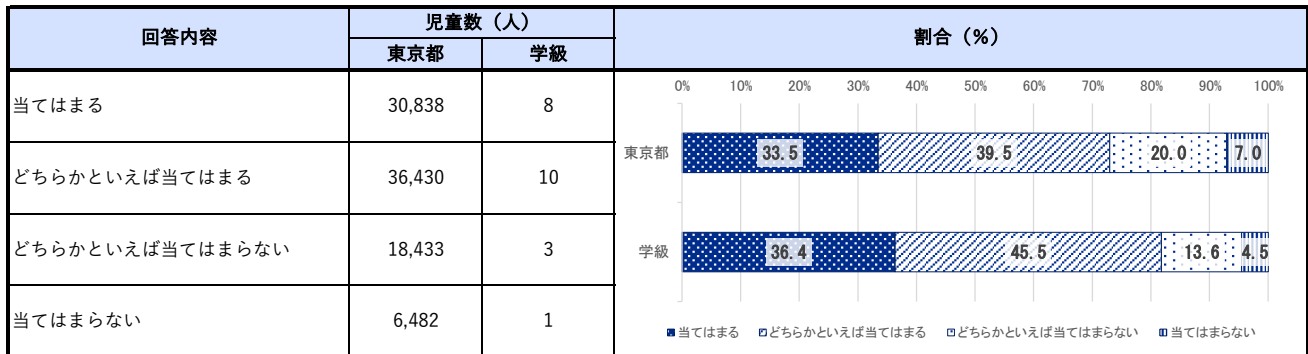 回答内容 児童数（人） 割合（%）
東京都 学級
当てはまる 30,838 8
どちらかといえば当てはまる 36,430 10
どちらかといえば当てはまらない 18,433 3
当てはまらない 6,482 1
0% 10% 20% 30% 40% 50% 60% 70% 80% 90% 100%
東京都 33.5 39.5 20.0 7.0
学級 36.4 45.5 13.6 4.5
当てはまる どちらかといえば当てはまる どちらかといえば当てはまらない 当てはまらない